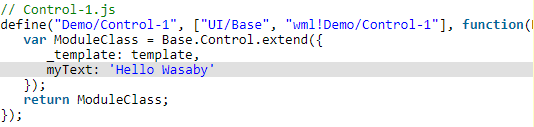 // Control-1.js
define("Demo/Control-1", ["UI/Base", "wml!Demo/Control-1"], function(
var ModuleClass = Base.Control.extend({
_template: template,
myText: 'Hello Wasaby'
});
return ModuleClass;
});